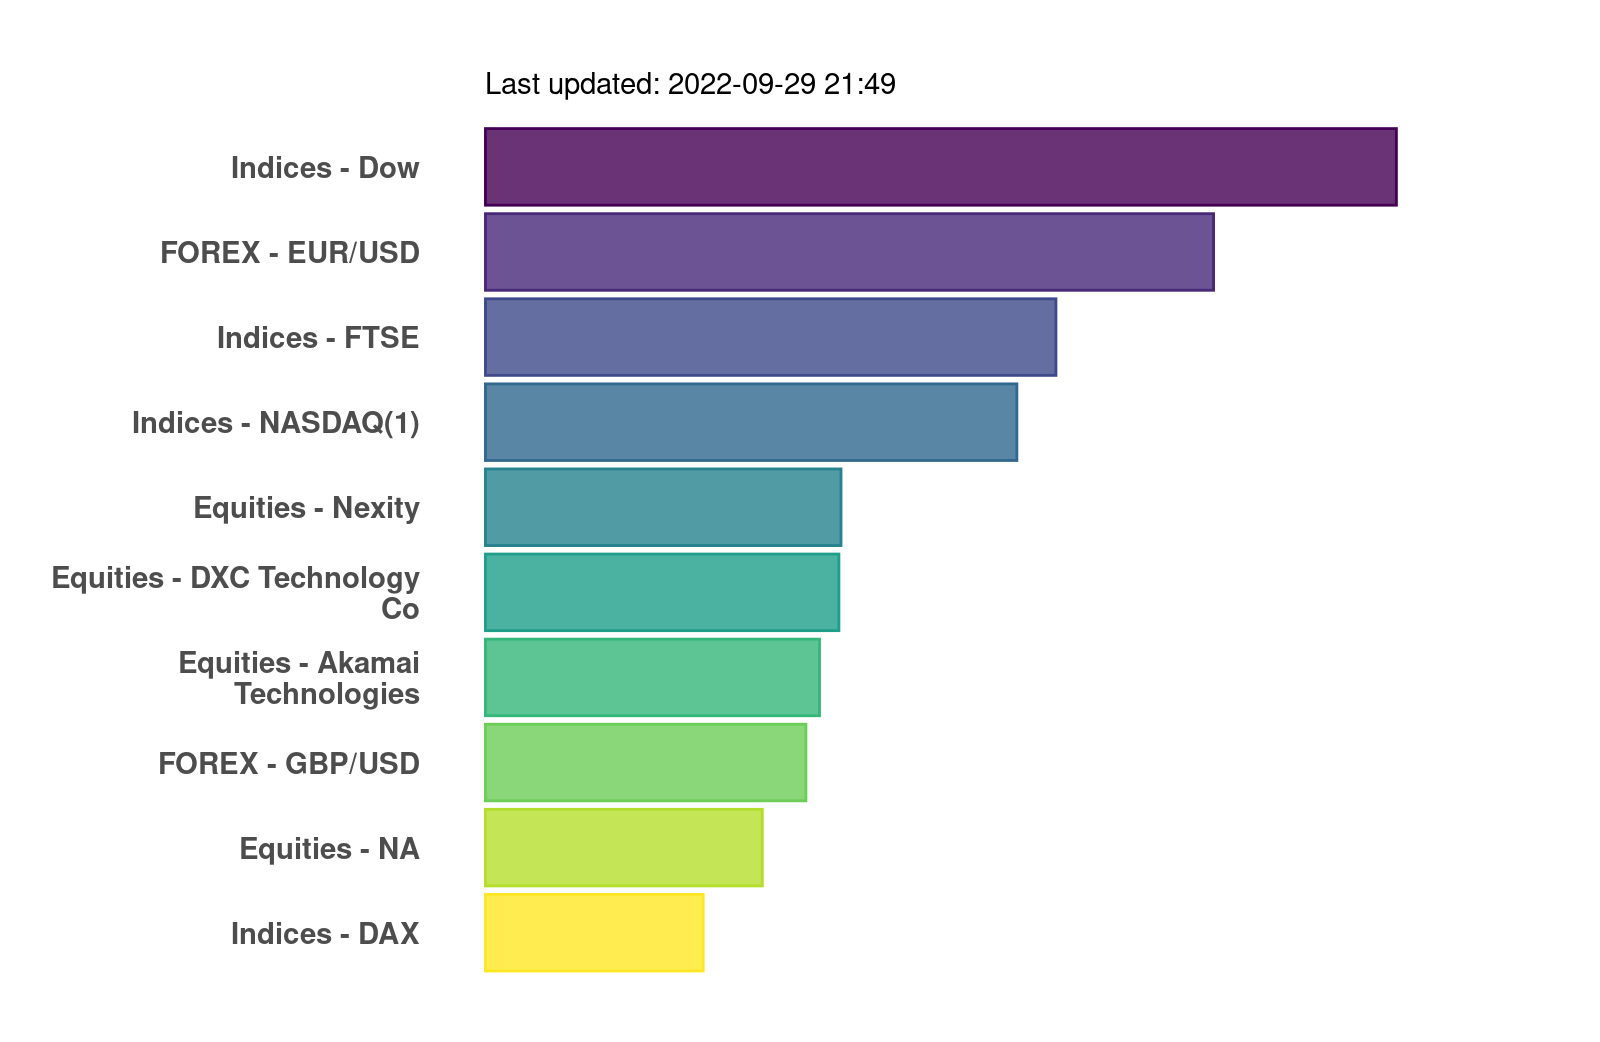 Last updated: 2022-09-29 21:49
Indices - Dow
FOREX - EUR/USD
Indices - FTSE
Indices - NASDAQ(1)
Equities - Nexity
Equities - DXC Technology
Co
Equities - Akamai
Technologies
FOREX - GBP/USD
Equities - NA
Indices - DAX